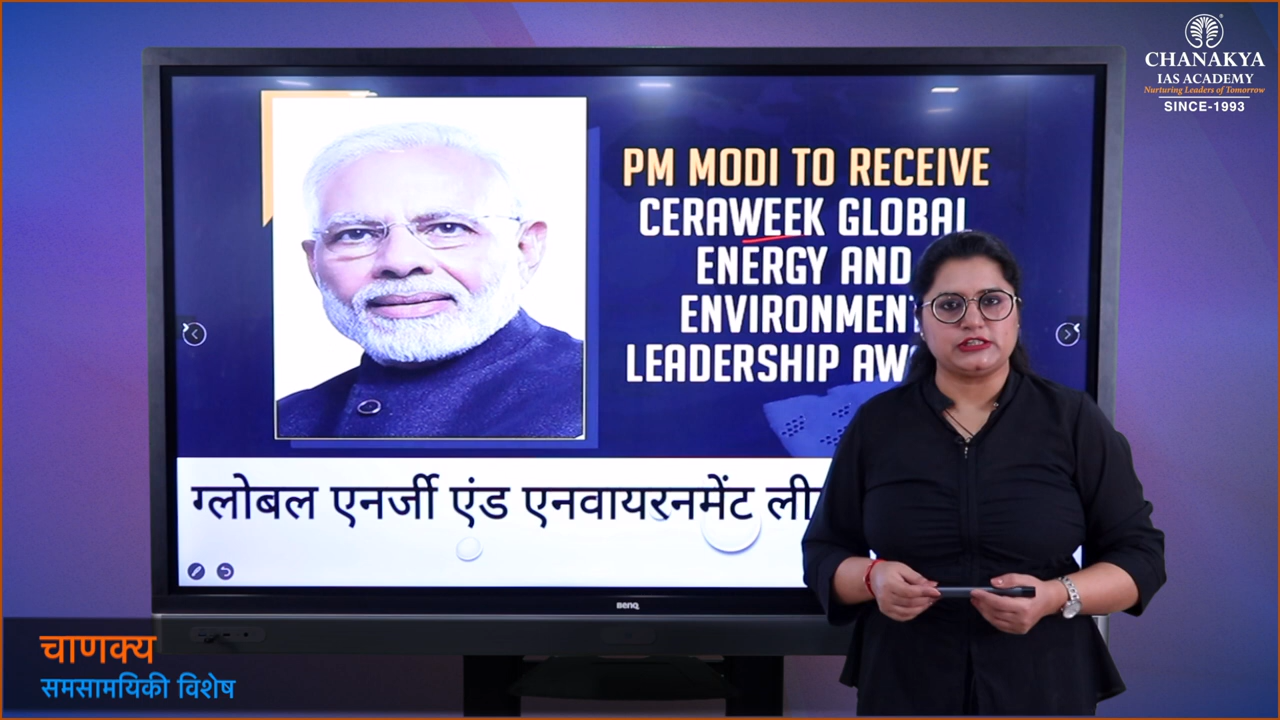 CHANAKYA
IAS ACADEMY
Nurturing Leaders of Tomorrow
SINCE-1993
PM MODI TO RECEIVE
CERAWEEK GLOBAL
ENERGY AND
ENVIRONMENT
LEADERSHIP
ग्लोबल एनर्जी एंड एनवायरनमेंट
BenQ
चाणक्य
समसामयिकी विशेष